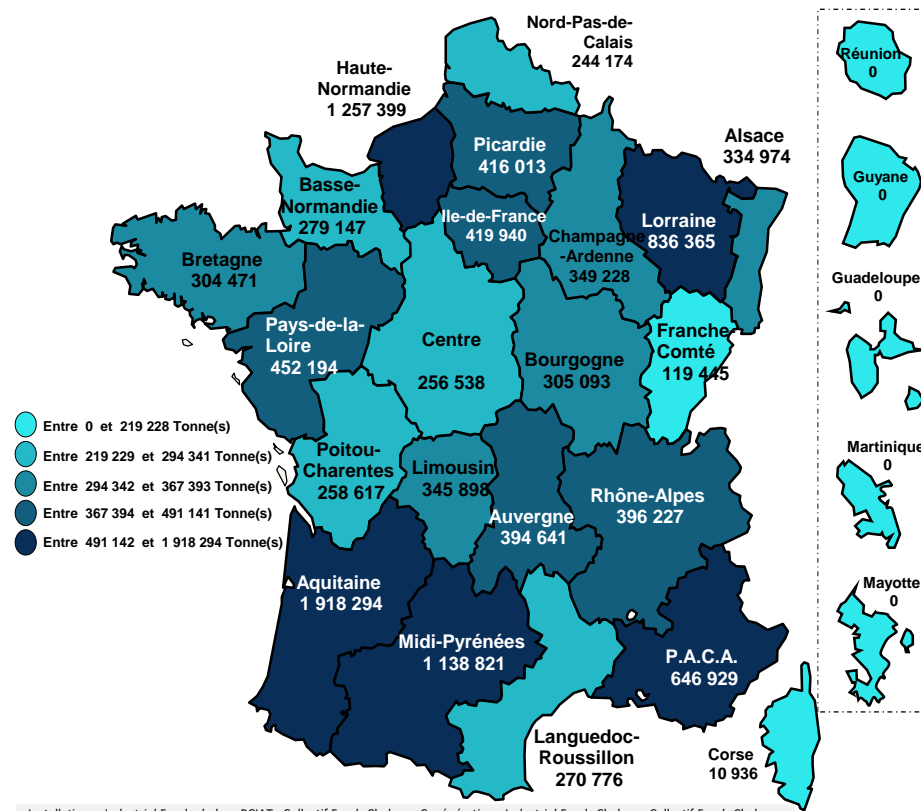 Nord-Pas-de-
Calais
244 174
Haute-
Normandie
1 257 399
Réunion
0
Picardie
416 013
Alsace
334 974
Basse-
Normandie
279 147
Guyane
0
Ile-de-France
419 940
Lorraine
836 365
Champagne
-Ardenne
349 228
Bretagne
304 471
Guadeloupe
0
Pays-de-la-
Loire
452 194
Centre
256 538
Bourgogne
305 093
Franche-
Comté
119 445
Entre 0 et 219 228 Tonne(s)
Entre 219 229 et 294 341 Tonne(s)
Entre 294 342 et 367 393 Tonne(s)
Entre 367 394 et 491 141 Tonne(s)
Entre 491 142 et 1 918 294 Tonne(s)
Poitou-
Charentes
258 617
Limousin
345 898
Martinique
0
Rhône-Alpes
396 227
Auvergne
394 641
Aquitaine
1 918 294
Mayotte
0
Midi-Pyrénées
1 138 821
P.A.C.A.
646 929
Languedoc-
Roussillon
270 776
Corse
10 936